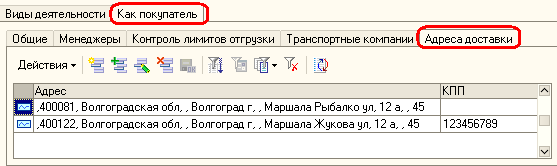 Виды деятельности Как покупатель
Общие Менеджеры Контроль лимитов отгрузки Транспортные компании Адреса доставки
Действия
Адрес КПП
,400081, Волгоградская обл, , Волгоград г, , Маршала Рыбалко ул, 12 а, , 45
,400122, Волгоградская обл, , Волгоград г, , Маршала Жукова ул, 12 а, , 45 123456789